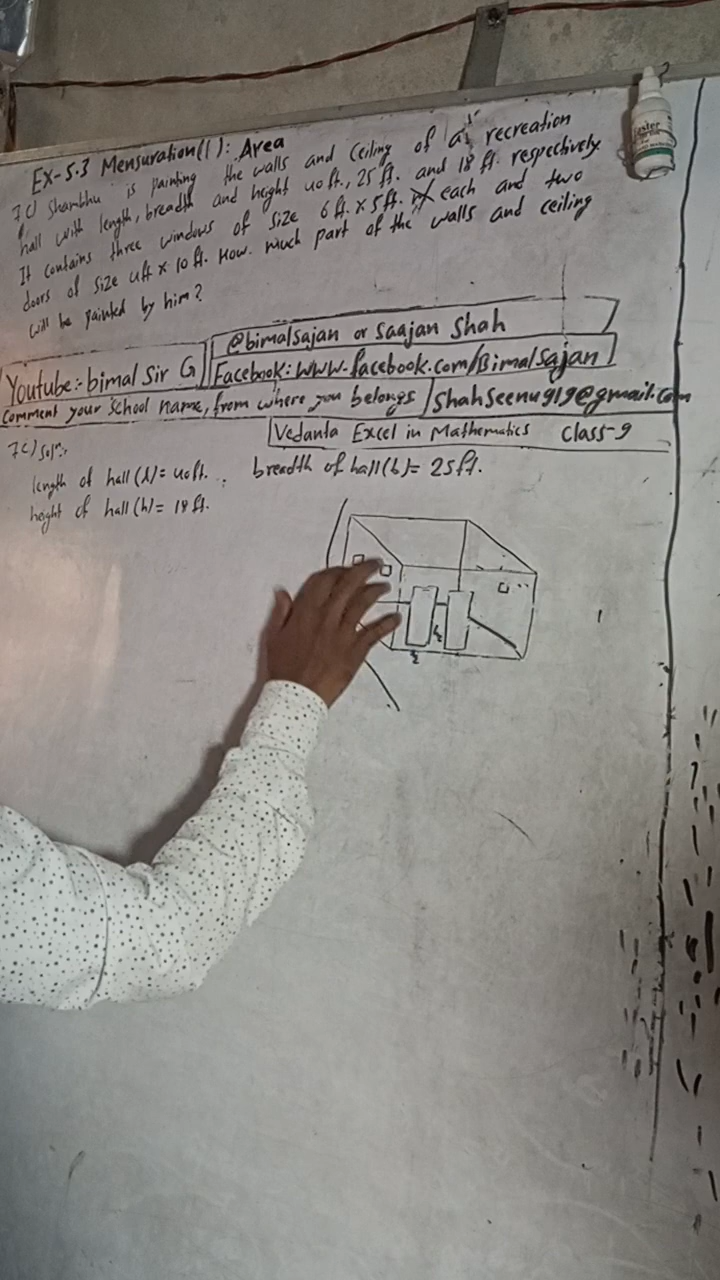 Ex-5.3 Mensuration(I): Area
7c) Shambhu is painting the walls and Ceiling of a recreation
hall with length, breadth and height 40ft., 25 ft. and 18 ft. respectively.
It contains three windows of size 6 ft. x 5ft. each and two
doors of size 4ft x 10 ft. How much part of the walls and ceiling
will be painted by him?
@bimalsajan or Saajan Shah
Youtube:- bimal Sir G
Facebook: www.facebook.com/Bimalsajan
Comment your School name, from where you belongs
Shahseenu919@gmail.com
Vedanta Excel in Mathematics Class-9
7c) Solⁿ:-
length of hall (l) = 40ft. breadth of hall (b) = 25ft.
height of hall (h) = 18 ft.